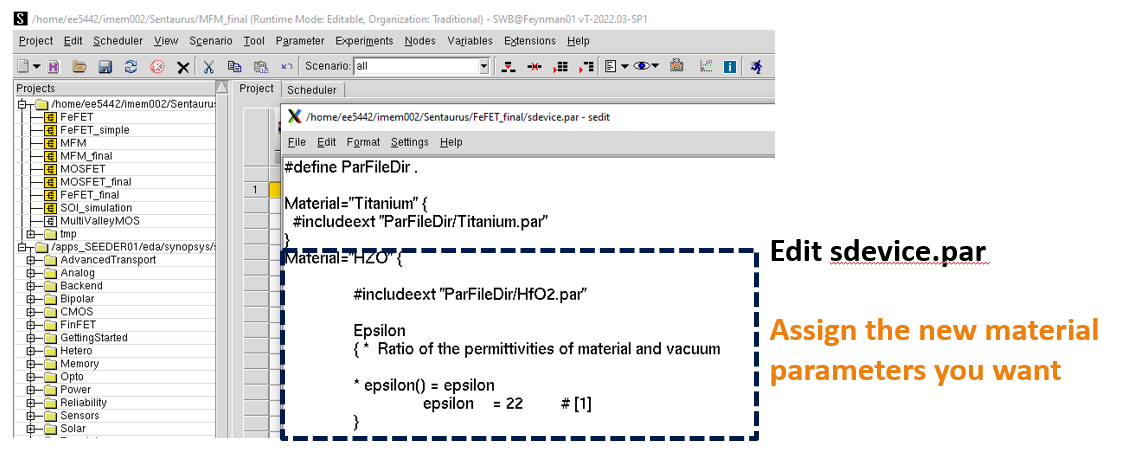 S /home/ee5442/imem002/Sentaurus/MFM_final (Runtime Mode: Editable, Organization: Traditional) - SWB@Feynman01 vT-2022.03-SP1
Project Edit Scheduler View Scenario Tool Parameter Experiments Nodes Variables Extensions Help
Scenario: all
Projects
/home/ee5442/imem002/Sentauru:
FeFET
FeFET_simple
MFM
MFM_final
MOSFET
MOSFET_final
FeFET_final
SOI_simulation
MultiValleyMOS
tmp
/apps_SEEDER01/eda/synopsys/s
AdvancedTransport
Analog
Backend
Bipolar
CMOS
FinFET
GettingStarted
Hetero
Memory
Opto
Power
Reliability
Sensors
Solar
Project Scheduler
1
/home/ee5442/imem002/Sentaurus/FeFET_final/sdevice.par - sedit
File Edit Format Settings Help
#define ParFileDir .
Material="Titanium" {
#includeext "ParFileDir/Titanium.par"
}
Material="HZO" {
#includeext "ParFileDir/HfO2.par"
Epsilon
{ * Ratio of the permittivities of material and vacuum
* epsilon() = epsilon
epsilon = 22 # [1]
}
Edit sdevice.par
Assign the new material
parameters you want